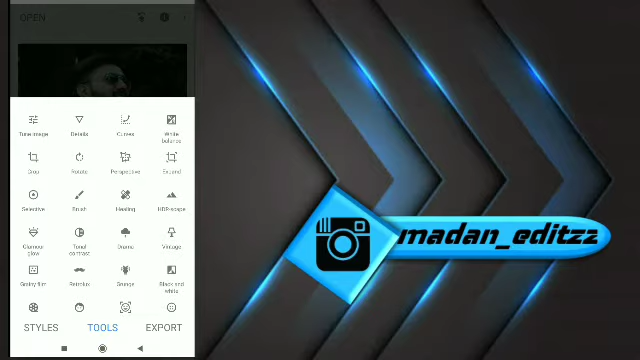 OPEN
Tune image
Details
Curves
White balance
Crop
Rotate
Perspective
Expand
Selective
Brush
Healing
HDR-scape
Glamour glow
Tonal contrast
Drama
Vintage
Grainy film
Retrolux
Grunge
Black and white
STYLES
TOOLS
EXPORT
madan_editzz